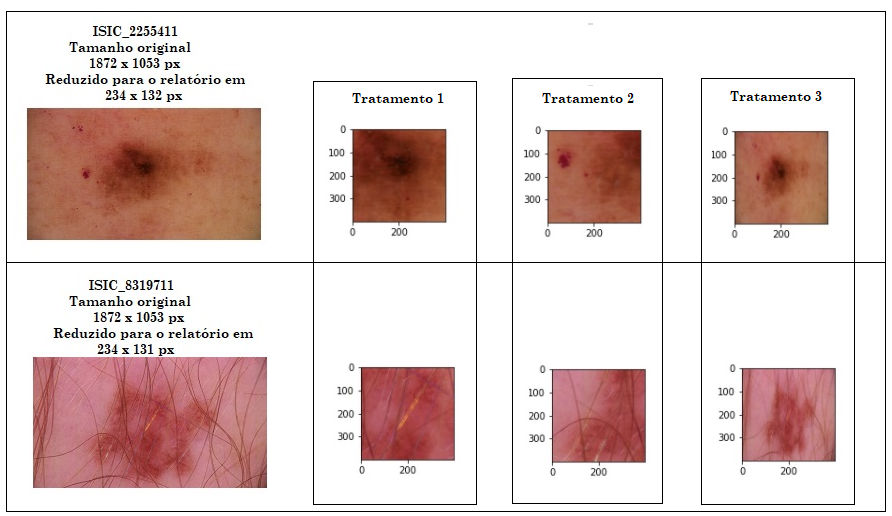 ISIC_2255411
Tamanho original
1872 x 1053 px
Reduzido para o relatório em
234 x 132 px
Tratamento 1
0
100
200
300
0
200
Tratamento 2
0
100
200
300
0
200
Tratamento 3
0
100
200
300
0
200
ISIC_8319711
Tamanho original
1872 x 1053 px
Reduzido para o relatório em
234 x 131 px
0
100
200
300
0
200
0
100
200
300
0
200
0
100
200
300
0
200